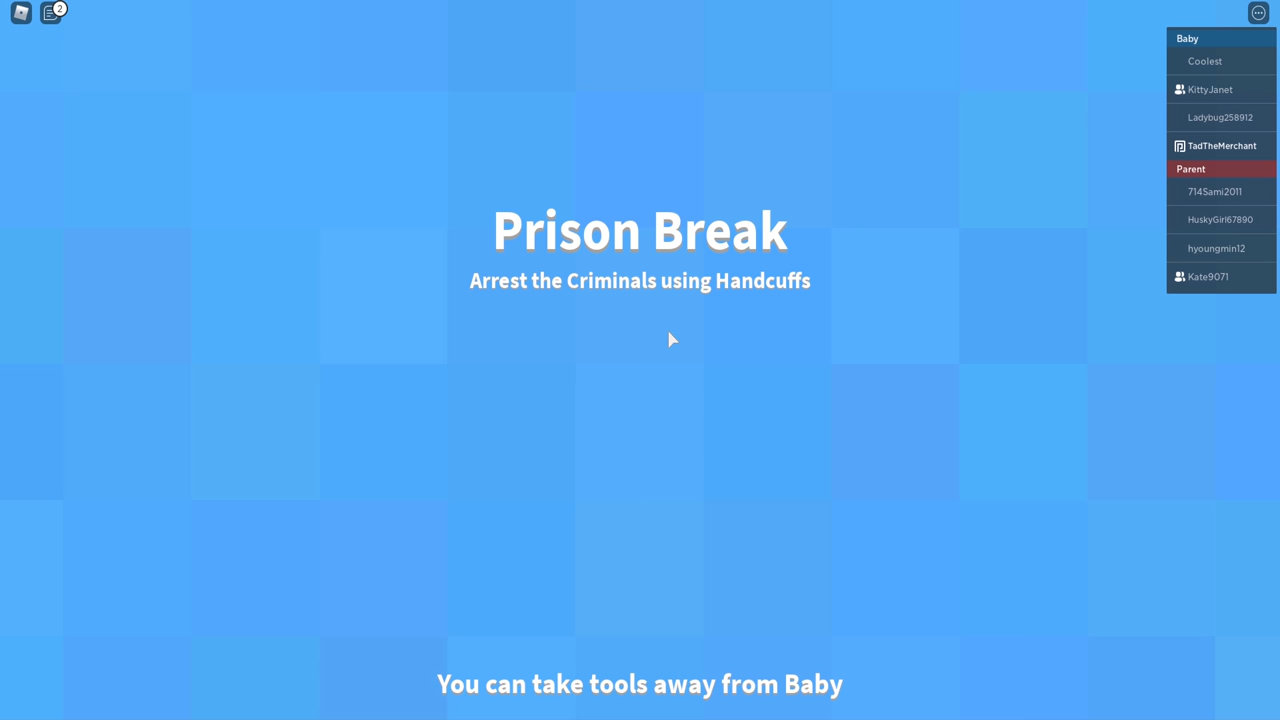 2
Baby
Coolest
KittyJanet
Ladybug258912
TadTheMerchant
Parent
714Sami2011
HuskyGirl67890
hyoungmin12
Kate9071
Prison Break
Arrest the Criminals using Handcuffs
You can take tools away from Baby